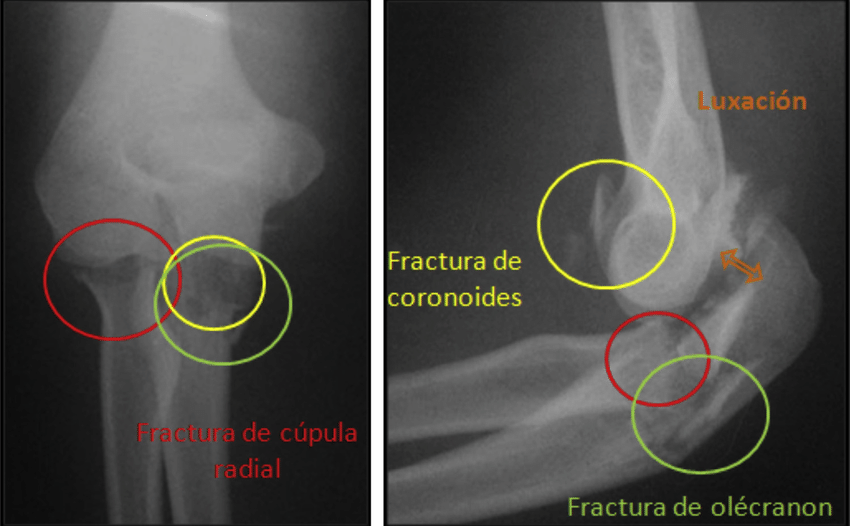 Luxación
Fractura de
coronoides
Fractura de cúpula
radial
Fractura de olécranon